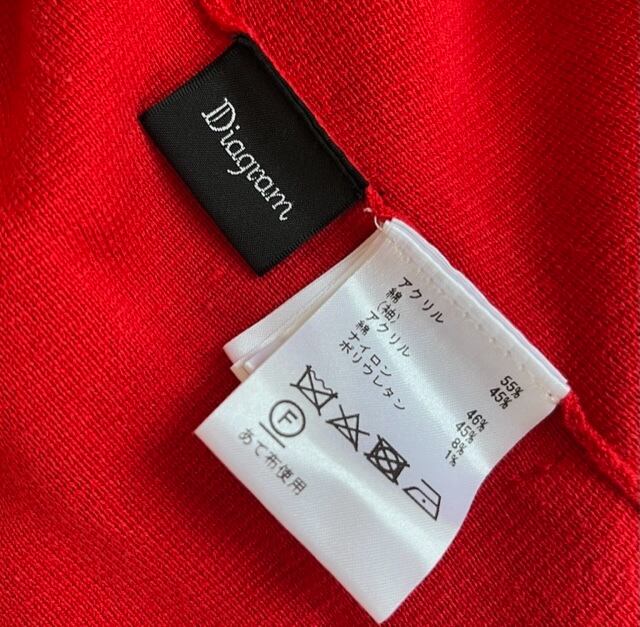 Diagram
アクリル 55%
綿 45%
(袖)
アクリル 46%
綿 45%
ナイロン 8%
ポリウレタン 1%
F
あて布使用